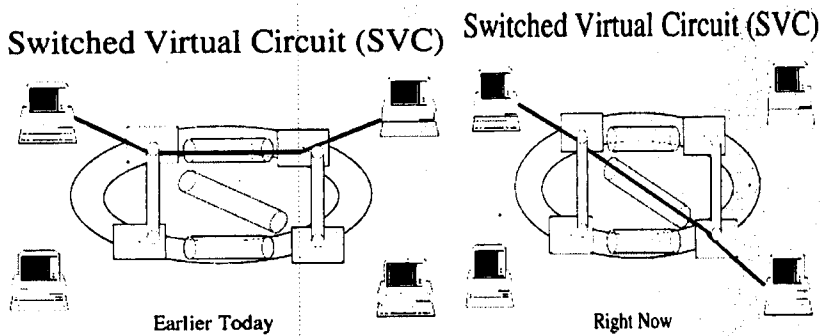 Switched Virtual Circuit (SVC)
Earlier Today
Switched Virtual Circuit (SVC)
Right Now